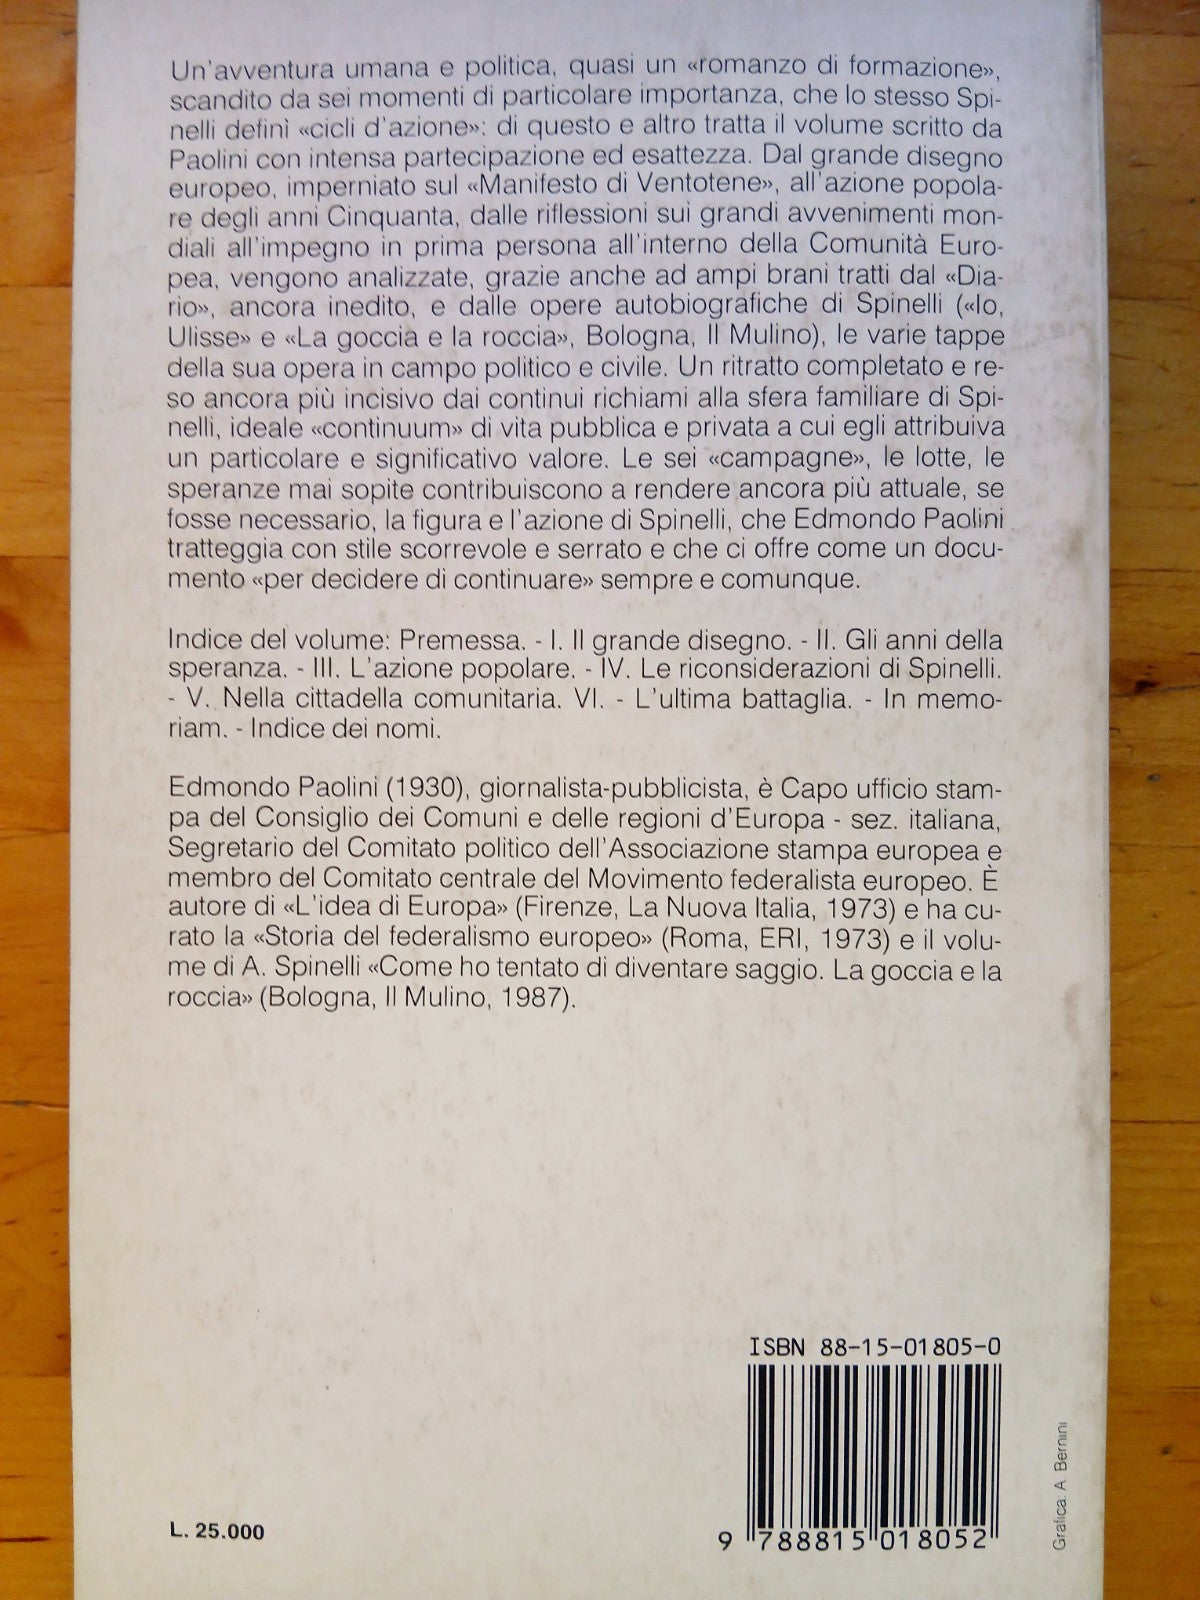 Un'avventura umana e politica, quasi un «romanzo di formazione»,
scandito da sei momenti di particolare importanza, che lo stesso Spi-
nelli definì «cicli d'azione»: di questo e altro tratta il volume scritto da
Paolini con intensa partecipazione ed esattezza. Dal grande disegno
europeo, imperniato sul «Manifesto di Ventotene», all'azione popola-
re degli anni Cinquanta, dalle riflessioni sui grandi avvenimenti mon-
diali all'impegno in prima persona all'interno della Comunità Euro-
pea, vengono analizzate, grazie anche ad ampi brani tratti dal «Dia-
rio», ancora inedito, e dalle opere autobiografiche di Spinelli («Io,
Ulisse» e «La goccia e la roccia», Bologna, Il Mulino), le varie tappe
della sua opera in campo politico e civile. Un ritratto completato e re-
so ancora più incisivo dai continui richiami alla sfera familiare di Spi-
nelli, ideale «continuum» di vita pubblica e privata a cui egli attribuiva
un particolare e significativo valore. Le sei «campagne», le lotte, le
speranze mai sopite contribuiscono a rendere ancora più attuale, se
fosse necessario, la figura e l'azione di Spinelli, che Edmondo Paolini
tratteggia con stile scorrevole e serrato e che ci offre come un docu-
mento «per decidere di continuare» sempre e comunque.
Indice del volume: Premessa. - I. Il grande disegno. - II. Gli anni della
speranza. - III. L'azione popolare. - IV. Le riconsiderazioni di Spinelli.
- V. Nella cittadella comunitaria. VI. - L'ultima battaglia. - In memo-
riam. - Indice dei nomi.
Edmondo Paolini (1930), giornalista-pubblicista, è Capo ufficio stam-
pa del Consiglio dei Comuni e delle regioni d'Europa - sez. italiana,
Segretario del Comitato politico dell'Associazione stampa europea e
membro del Comitato centrale del Movimento federalista europeo. È
autore di «L'idea di Europa» (Firenze, La Nuova Italia, 1973) e ha cu-
rato la «Storia del federalismo europeo» (Roma, ERI, 1973) e il volu-
me di A. Spinelli «Come ho tentato di diventare saggio. La goccia e la
roccia» (Bologna, Il Mulino, 1987).
ISBN 88-15-01805-0
9 788815 018052
L. 25.000
Grafica: A. Bernini